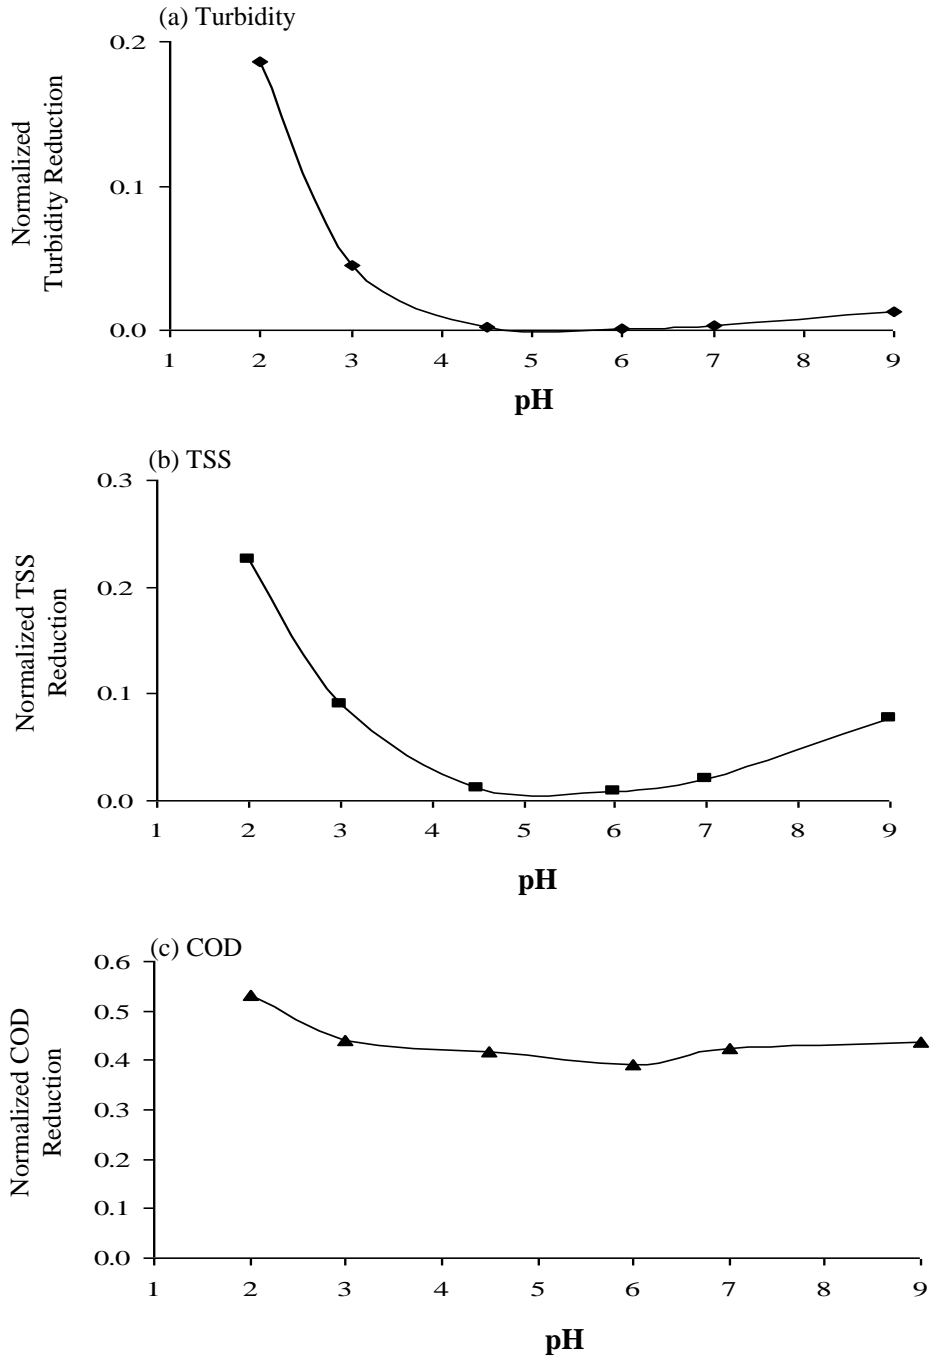 (a) Turbidity
Normalized
Turbidity Reduction
0.2
0.1
0.0
1 2 3 4 5 6 7 8 9
pH
(b) TSS
Normalized TSS
Reduction
0.3
0.2
0.1
0.0
1 2 3 4 5 6 7 8 9
pH
(c) COD
Normalized COD
Reduction
0.6
0.5
0.4
0.3
0.2
0.1
0.0
1 2 3 4 5 6 7 8 9
pH